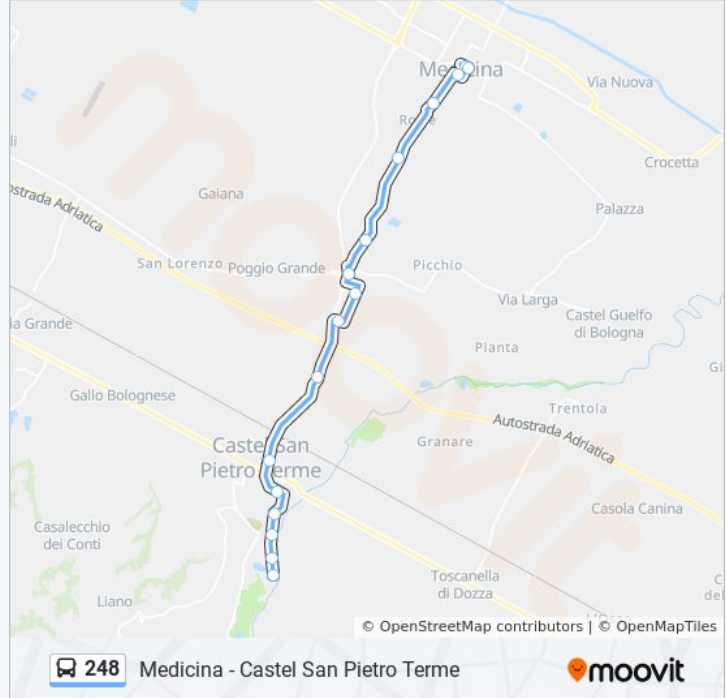 Medicina
Via Nuova
Crocetta
Gaiana
Palazza
ostrada Adriatica
San Lorenzo
Poggio Grande
Picchio
Via Larga
Castel Guelfo
di Bologna
ia Grande
Pianta
Gallo Bolognese
Trentola
Autostrada Adriatica
Granare
Castel San
Pietro Terme
Casola Canina
Casalecchio
dei Conti
Toscanella
di Dozza
Liano
© OpenStreetMap contributors | © OpenMapTiles
248 Medicina - Castel San Pietro Terme
moovit